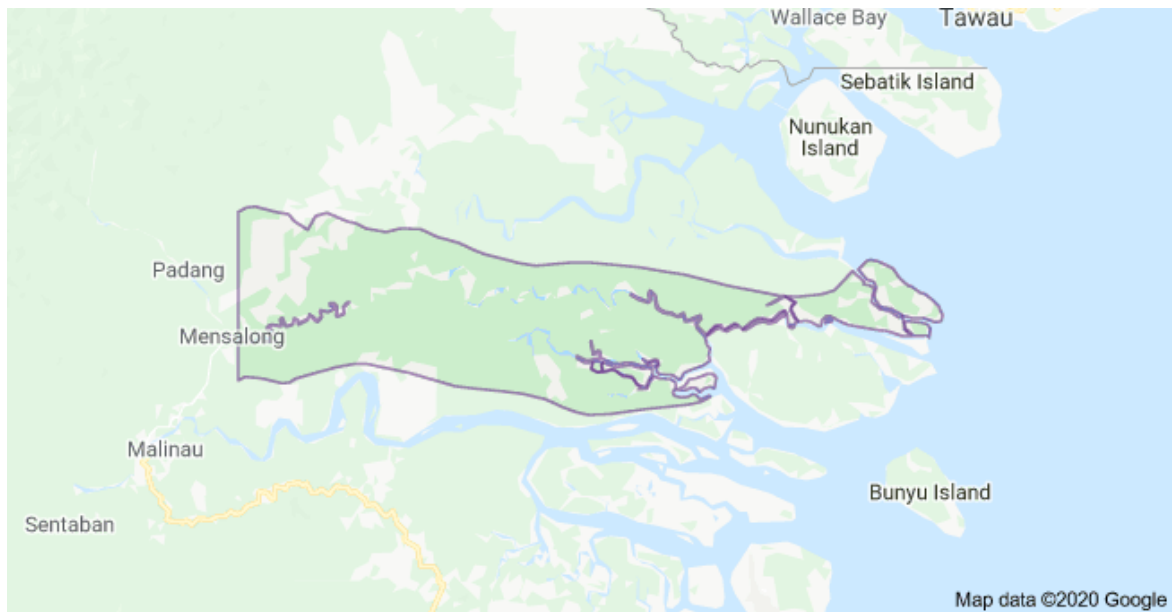 Wallace Bay
Tawau
Sebatik Island
Nunukan
Island
Padang
Mensalong
Malinau
Bunyu Island
Sentaban
Map data ©2020 Google